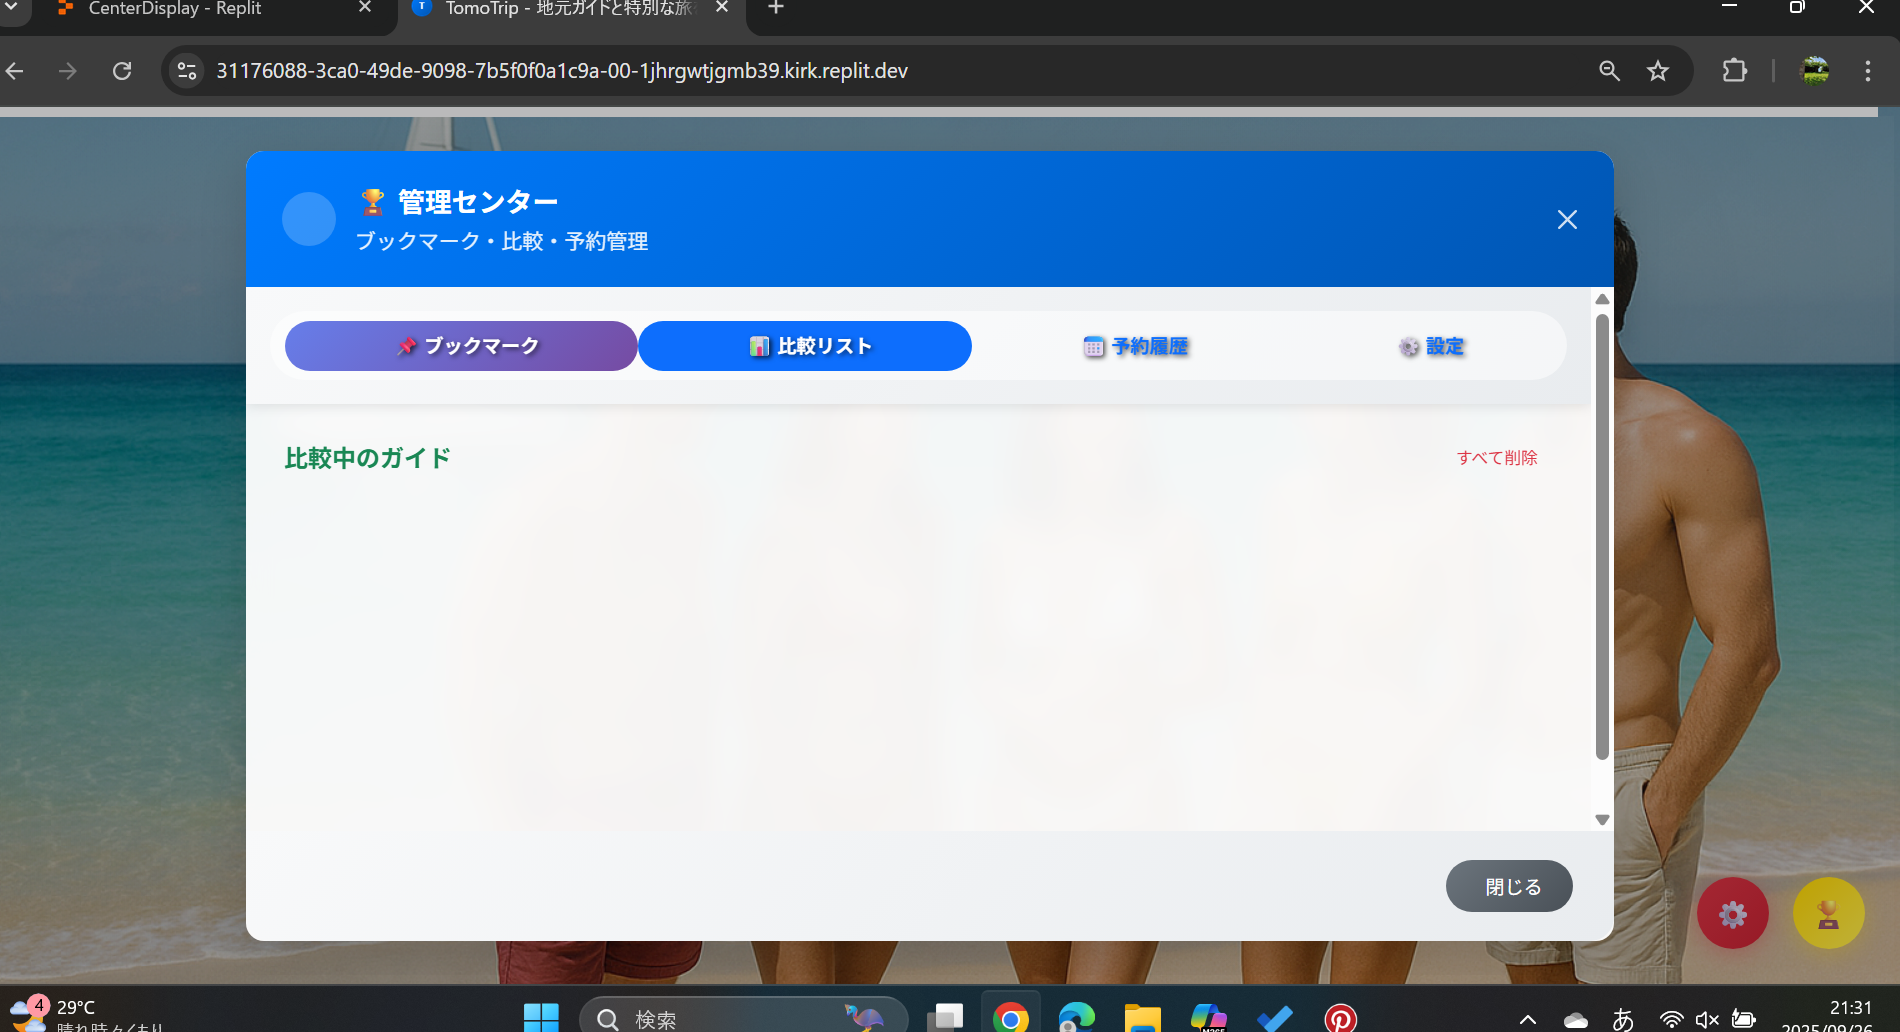 CenterDisplay - Replit
TomoTrip - 地元ガイドと特別な旅
31176088-3ca0-49de-9098-7b5f0f0a1c9a-00-1jhrgwtjgmb39.kirk.replit.dev
🏆 管理センター
ブックマーク・比較・予約管理
📌 ブックマーク
📊 比較リスト
📅 予約履歴
⚙️ 設定
比較中のガイド
すべて削除
閉じる
4
29°C
晴れ時々くもり
検索
M365
あ
21:31
2025/09/26